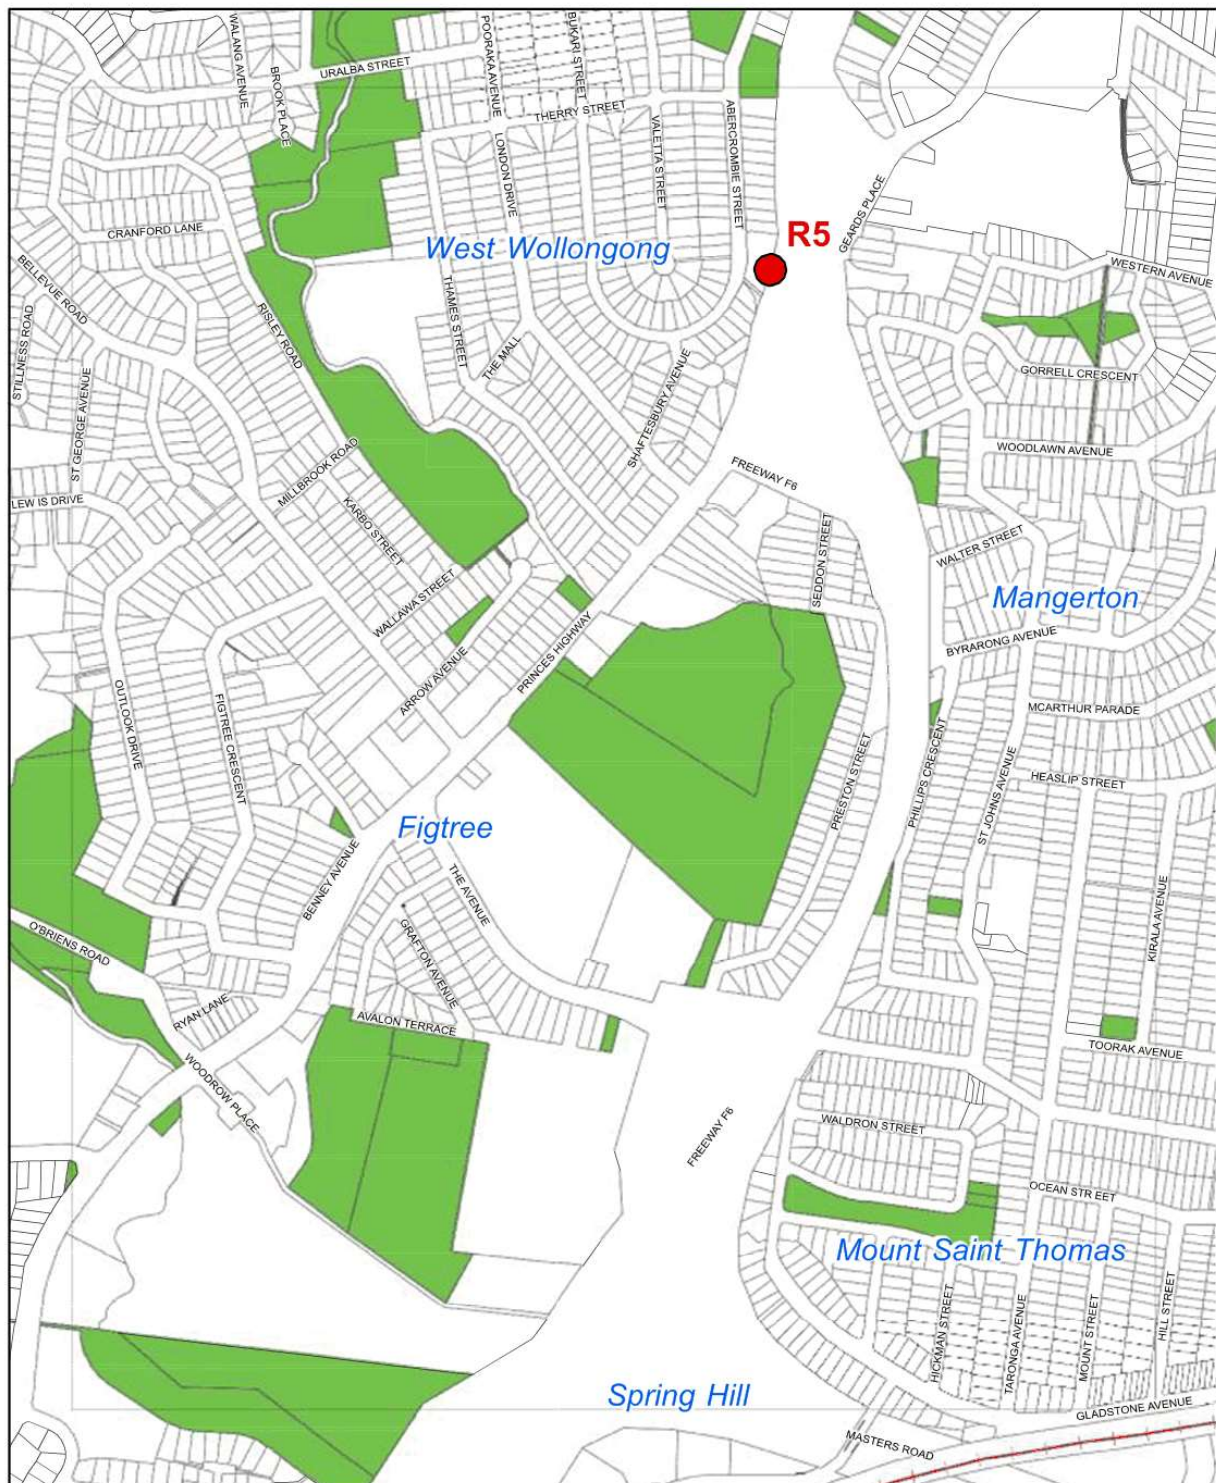 WALANG AVENUE
BROOK PLACE
URALBA STREET
POORAKA AVENUE
BUKARI STREET
THERRY STREET
LONDON DRIVE
VALETTA STREET
ABERCROMBIE STREET
GEARDS PLACE
R5
West Wollongong
CRANFORD LANE
BELLEVUE ROAD
STILLNESS ROAD
RISLEY ROAD
THAMES STREET
THE MALL
SHAFTESBURY AVENUE
WESTERN AVENUE
GORRELL CRESCENT
WOODLAWN AVENUE
ST GEORGE AVENUE
LEW IS DRIVE
MILLBROOK ROAD
KARBO STREET
FREEWAY F6
SEDDON STREET
WALTER STREET
Mangerton
WALLAWA STREET
PRINCES HIGHWAY
BYRARONG AVENUE
ARROW AVENUE
OUTLOOK DRIVE
FIGTREE CRESCENT
MCARTHUR PARADE
PRESTON STREET
PHILLIPS CRESCENT
ST JOHNS AVENUE
HEASLIP STREET
Figtree
BENNEY AVENUE
THE AVENUE
GRAFTON AVENUE
KIRALA AVENUE
O'BRIENS ROAD
RYAN LANE
AVALON TERRACE
WOODROW PLACE
TOORAK AVENUE
FREEWAY F6
WALDRON STREET
OCEAN STR EET
Mount Saint Thomas
HICKMAN STREET
TARONGA AVENUE
MOUNT STREET
HILL STREET
Spring Hill
GLADSTONE AVENUE
MASTERS ROAD